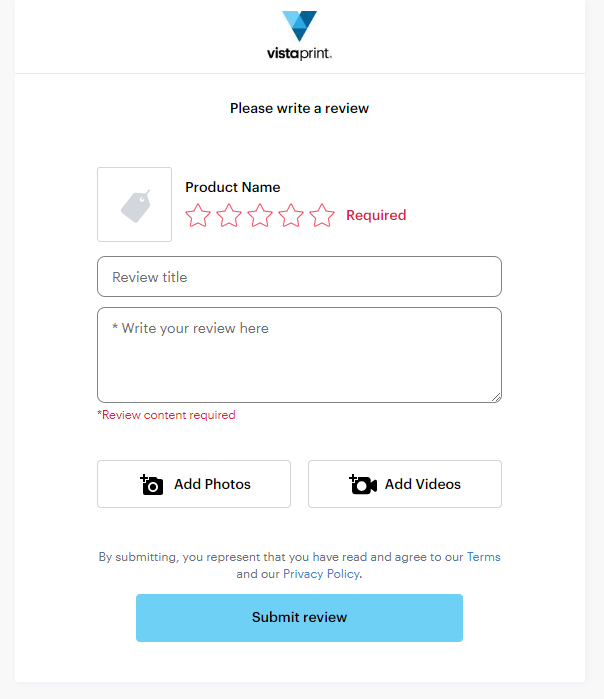 vistaprint.
Please write a review
Product Name
Required
Review title
* Write your review here
*Review content required
Add Photos
Add Videos
By submitting, you represent that you have read and agree to our Terms
and our Privacy Policy.
Submit review